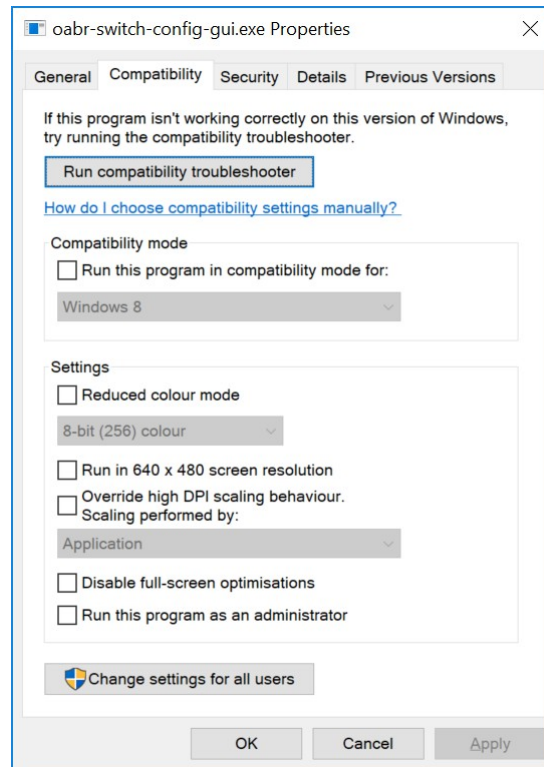 oabr-switch-config-gui.exe Properties
General Compatibility Security Details Previous Versions
If this program isn't working correctly on this version of Windows,
try running the compatibility troubleshooter.
Run compatibility troubleshooter
How do I choose compatibility settings manually?
Compatibility mode
Run this program in compatibility mode for:
Windows 8
Settings
Reduced colour mode
8-bit (256) colour
Run in 640 x 480 screen resolution
Override high DPI scaling behaviour.
Scaling performed by:
Application
Disable full-screen optimisations
Run this program as an administrator
Change settings for all users
OK Cancel Apply